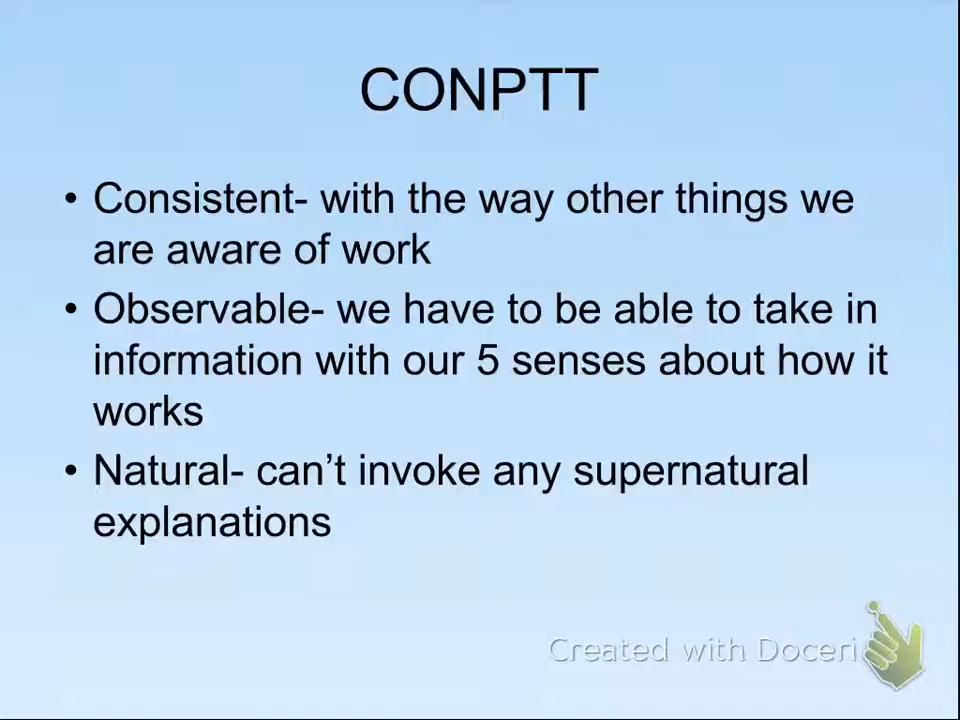 CONPTT
• Consistent- with the way other things we
are aware of work
• Observable- we have to be able to take in
information with our 5 senses about how it
works
• Natural- can’t invoke any supernatural
explanations
Created with Doceri